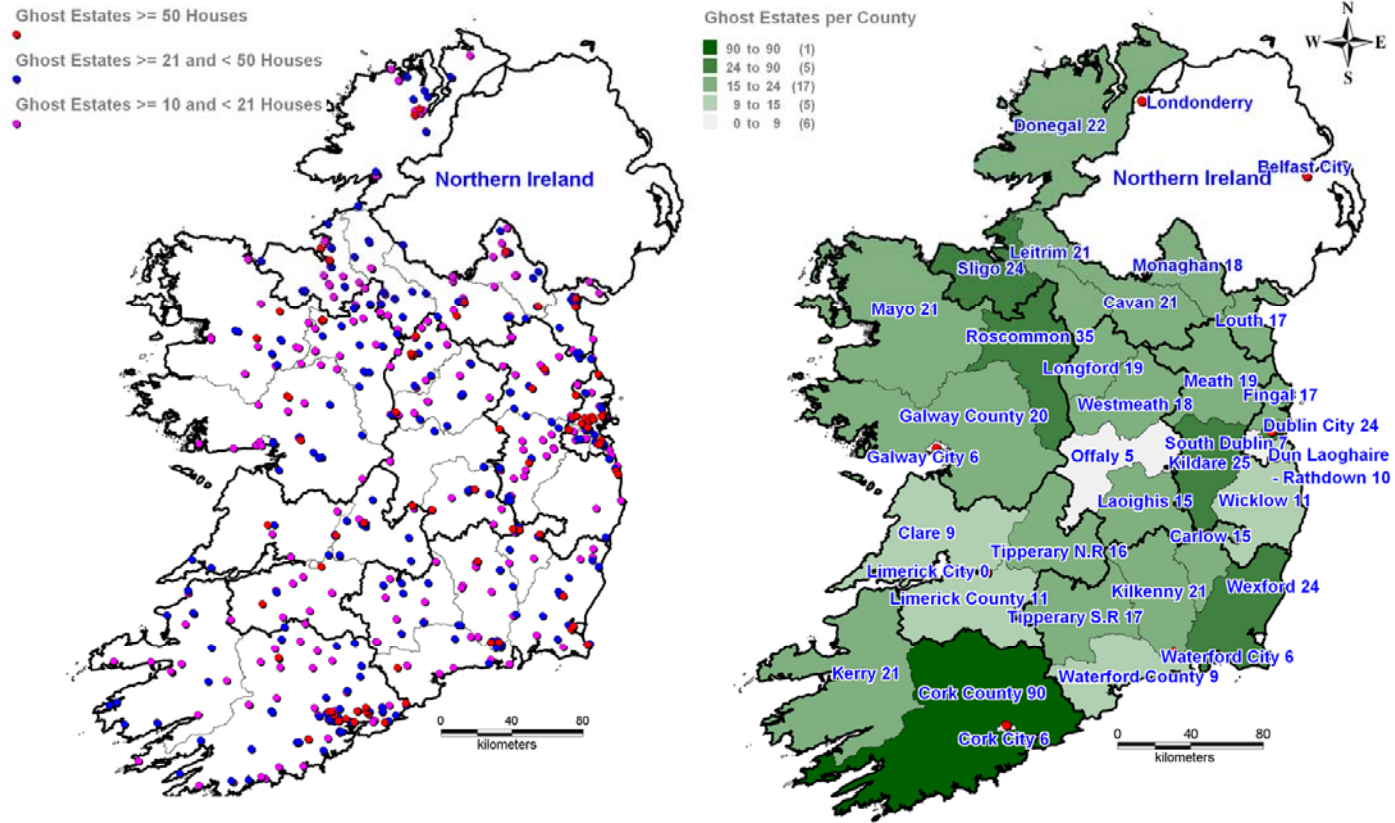 Ghost Estates >= 50 Houses
Ghost Estates >= 21 and < 50 Houses
Ghost Estates >= 10 and < 21 Houses
Northern Ireland
0 40 80
kilometers
Ghost Estates per County
90 to 90 (1)
24 to 90 (5)
15 to 24 (17)
9 to 15 (5)
0 to 9 (6)
N
W E
S
Londonderry
Donegal 22
Belfast City
Northern Ireland
Leitrim 21
Sligo 24
Monaghan 18
Cavan 21
Mayo 21
Louth 17
Roscommon 35
Longford 19
Meath 19
Fingal 17
Westmeath 18
Galway County 20
Dublin City 24
South Dublin 7
Dun Laoghaire
- Rathdown 10
Galway City 6
Offaly 5
Kildare 25
Laoighis 15
Wicklow 11
Clare 9
Carlow 15
Tipperary N.R 16
Limerick City 0
Limerick County 11
Kilkenny 21
Wexford 24
Tipperary S.R 17
Waterford City 6
Waterford County 9
Kerry 21
Cork County 90
Cork City 6
0 40 80
kilometers